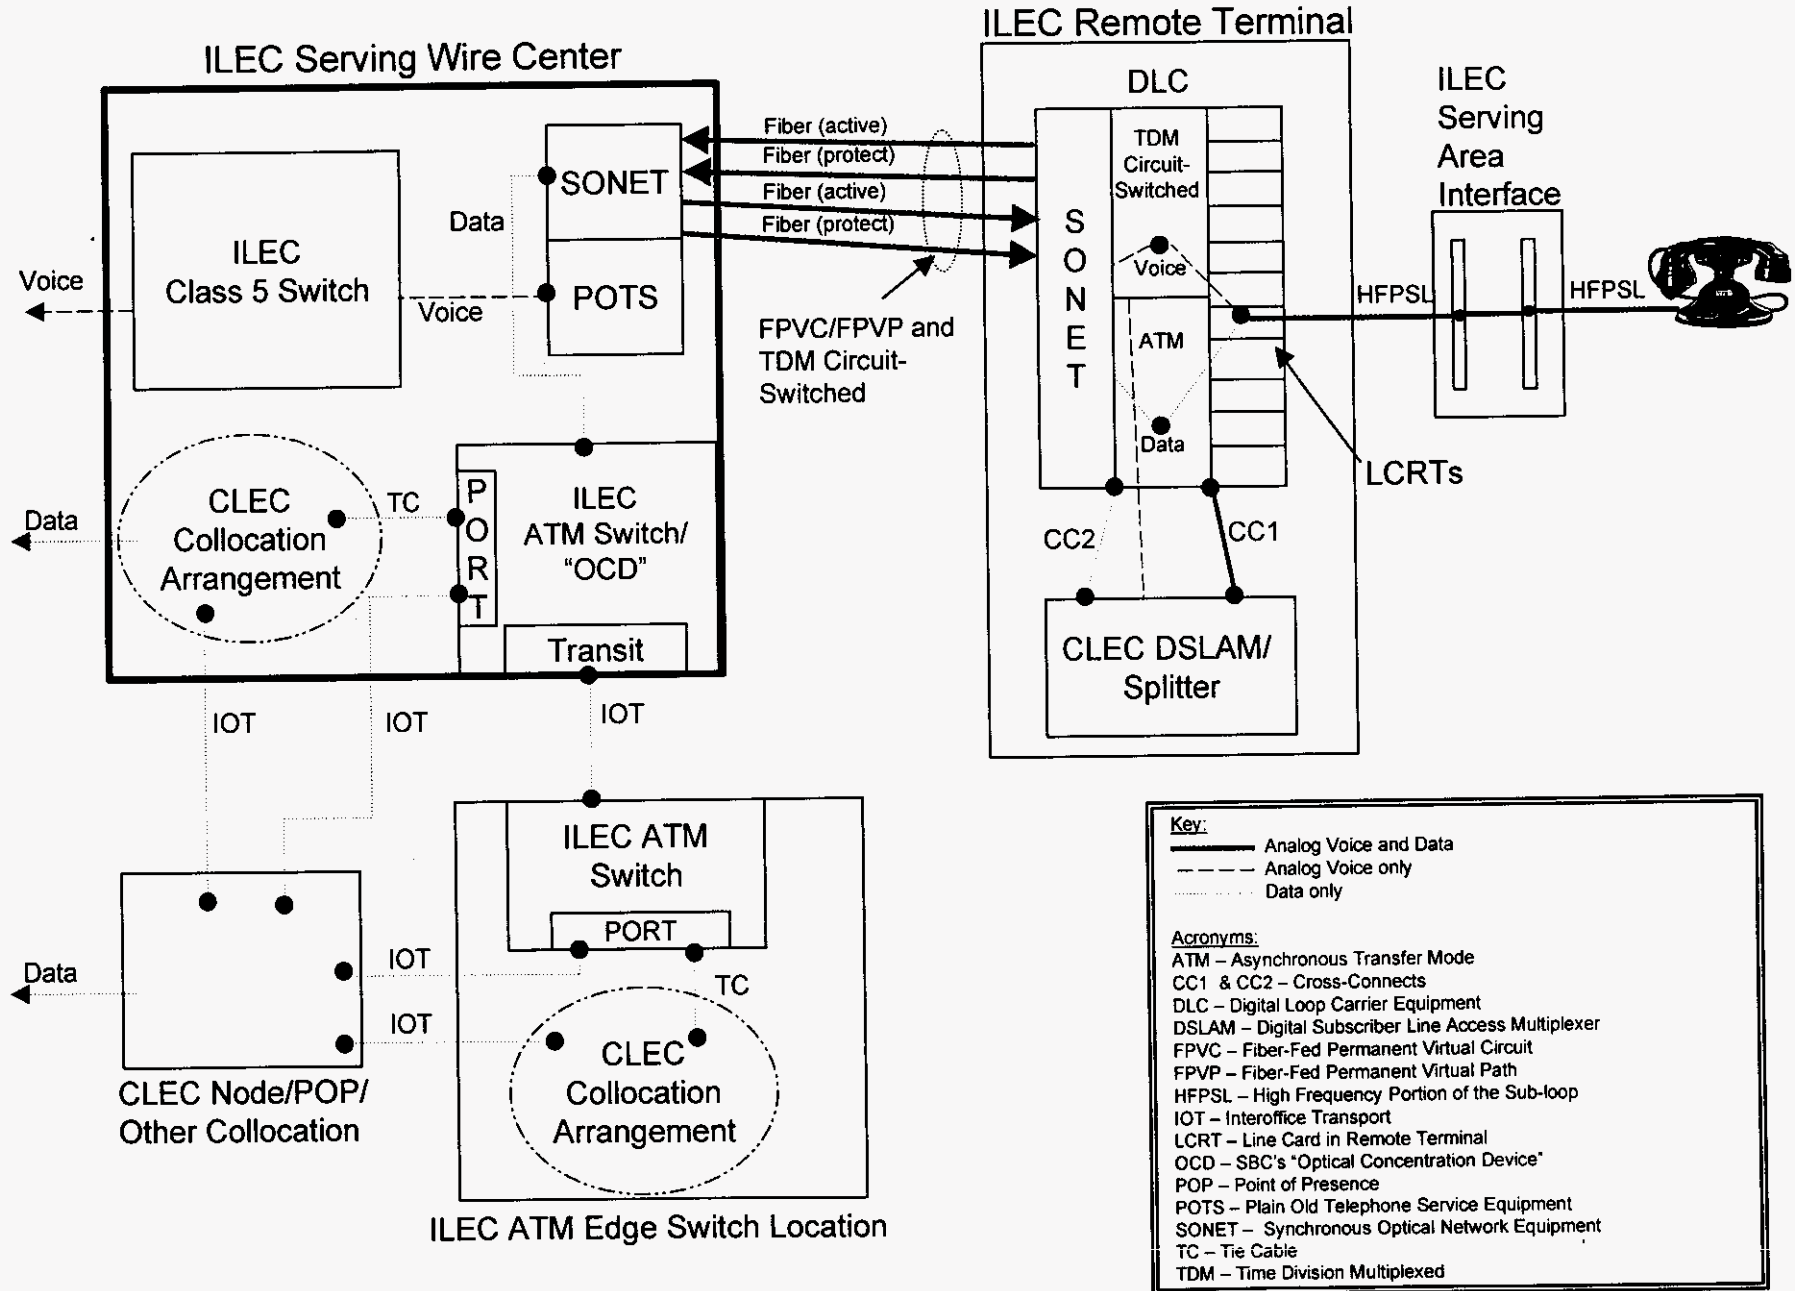 ILEC Remote Terminal
ILEC Serving Wire Center
DLC
ILEC
Serving
Area
Interface
Fiber (active)
Fiber (protect)
Fiber (active)
Fiber (protect)
SONET
POTS
Data
ILEC
Class 5 Switch
Voice
Voice
FPVC/FPVP and
TDM Circuit-
Switched
S
O
N
E
T
TDM
Circuit-
Switched
Voice
ATM
Data
HFPSL
HFPSL
LCRTs
CC2
CC1
CLEC DSLAM/
Splitter
CLEC
Collocation
Arrangement
Data
TC
P
O
R
T
ILEC
ATM Switch/
“OCD”
Transit
IOT
IOT
IOT
ILEC ATM
Switch
PORT
IOT
TC
Data
IOT
CLEC
Collocation
Arrangement
CLEC Node/POP/
Other Collocation
ILEC ATM Edge Switch Location
Key:
Analog Voice and Data
Analog Voice only
Data only
Acronyms:
ATM – Asynchronous Transfer Mode
CC1 & CC2 – Cross-Connects
DLC – Digital Loop Carrier Equipment
DSLAM – Digital Subscriber Line Access Multiplexer
FPVC – Fiber-Fed Permanent Virtual Circuit
FPVP – Fiber-Fed Permanent Virtual Path
HFPSL – High Frequency Portion of the Sub-loop
IOT – Interoffice Transport
LCRT – Line Card in Remote Terminal
OCD – SBC's "Optical Concentration Device"
POP – Point of Presence
POTS – Plain Old Telephone Service Equipment
SONET – Synchronous Optical Network Equipment
TC – Tie Cable
TDM – Time Division Multiplexed